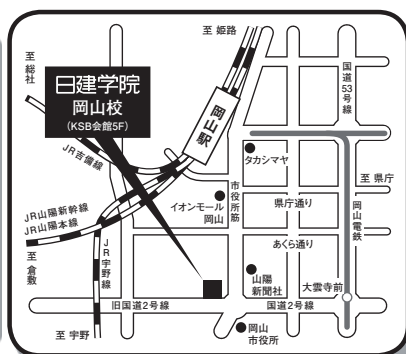 至 姫路
至 総社
日建学院
岡山校
(KSB会館5F)
岡山駅
国道53号線
JR吉備線
タカシマヤ
至 県庁
イオンモール
岡山
市役所筋
県庁通り
岡山電鉄
JR山陽新幹線
JR山陽本線
あくら通り
至 倉敷
JR宇野線
山陽
新聞社
大雲寺前
旧国道2号線
国道2号線
至 宇野
岡山
市役所